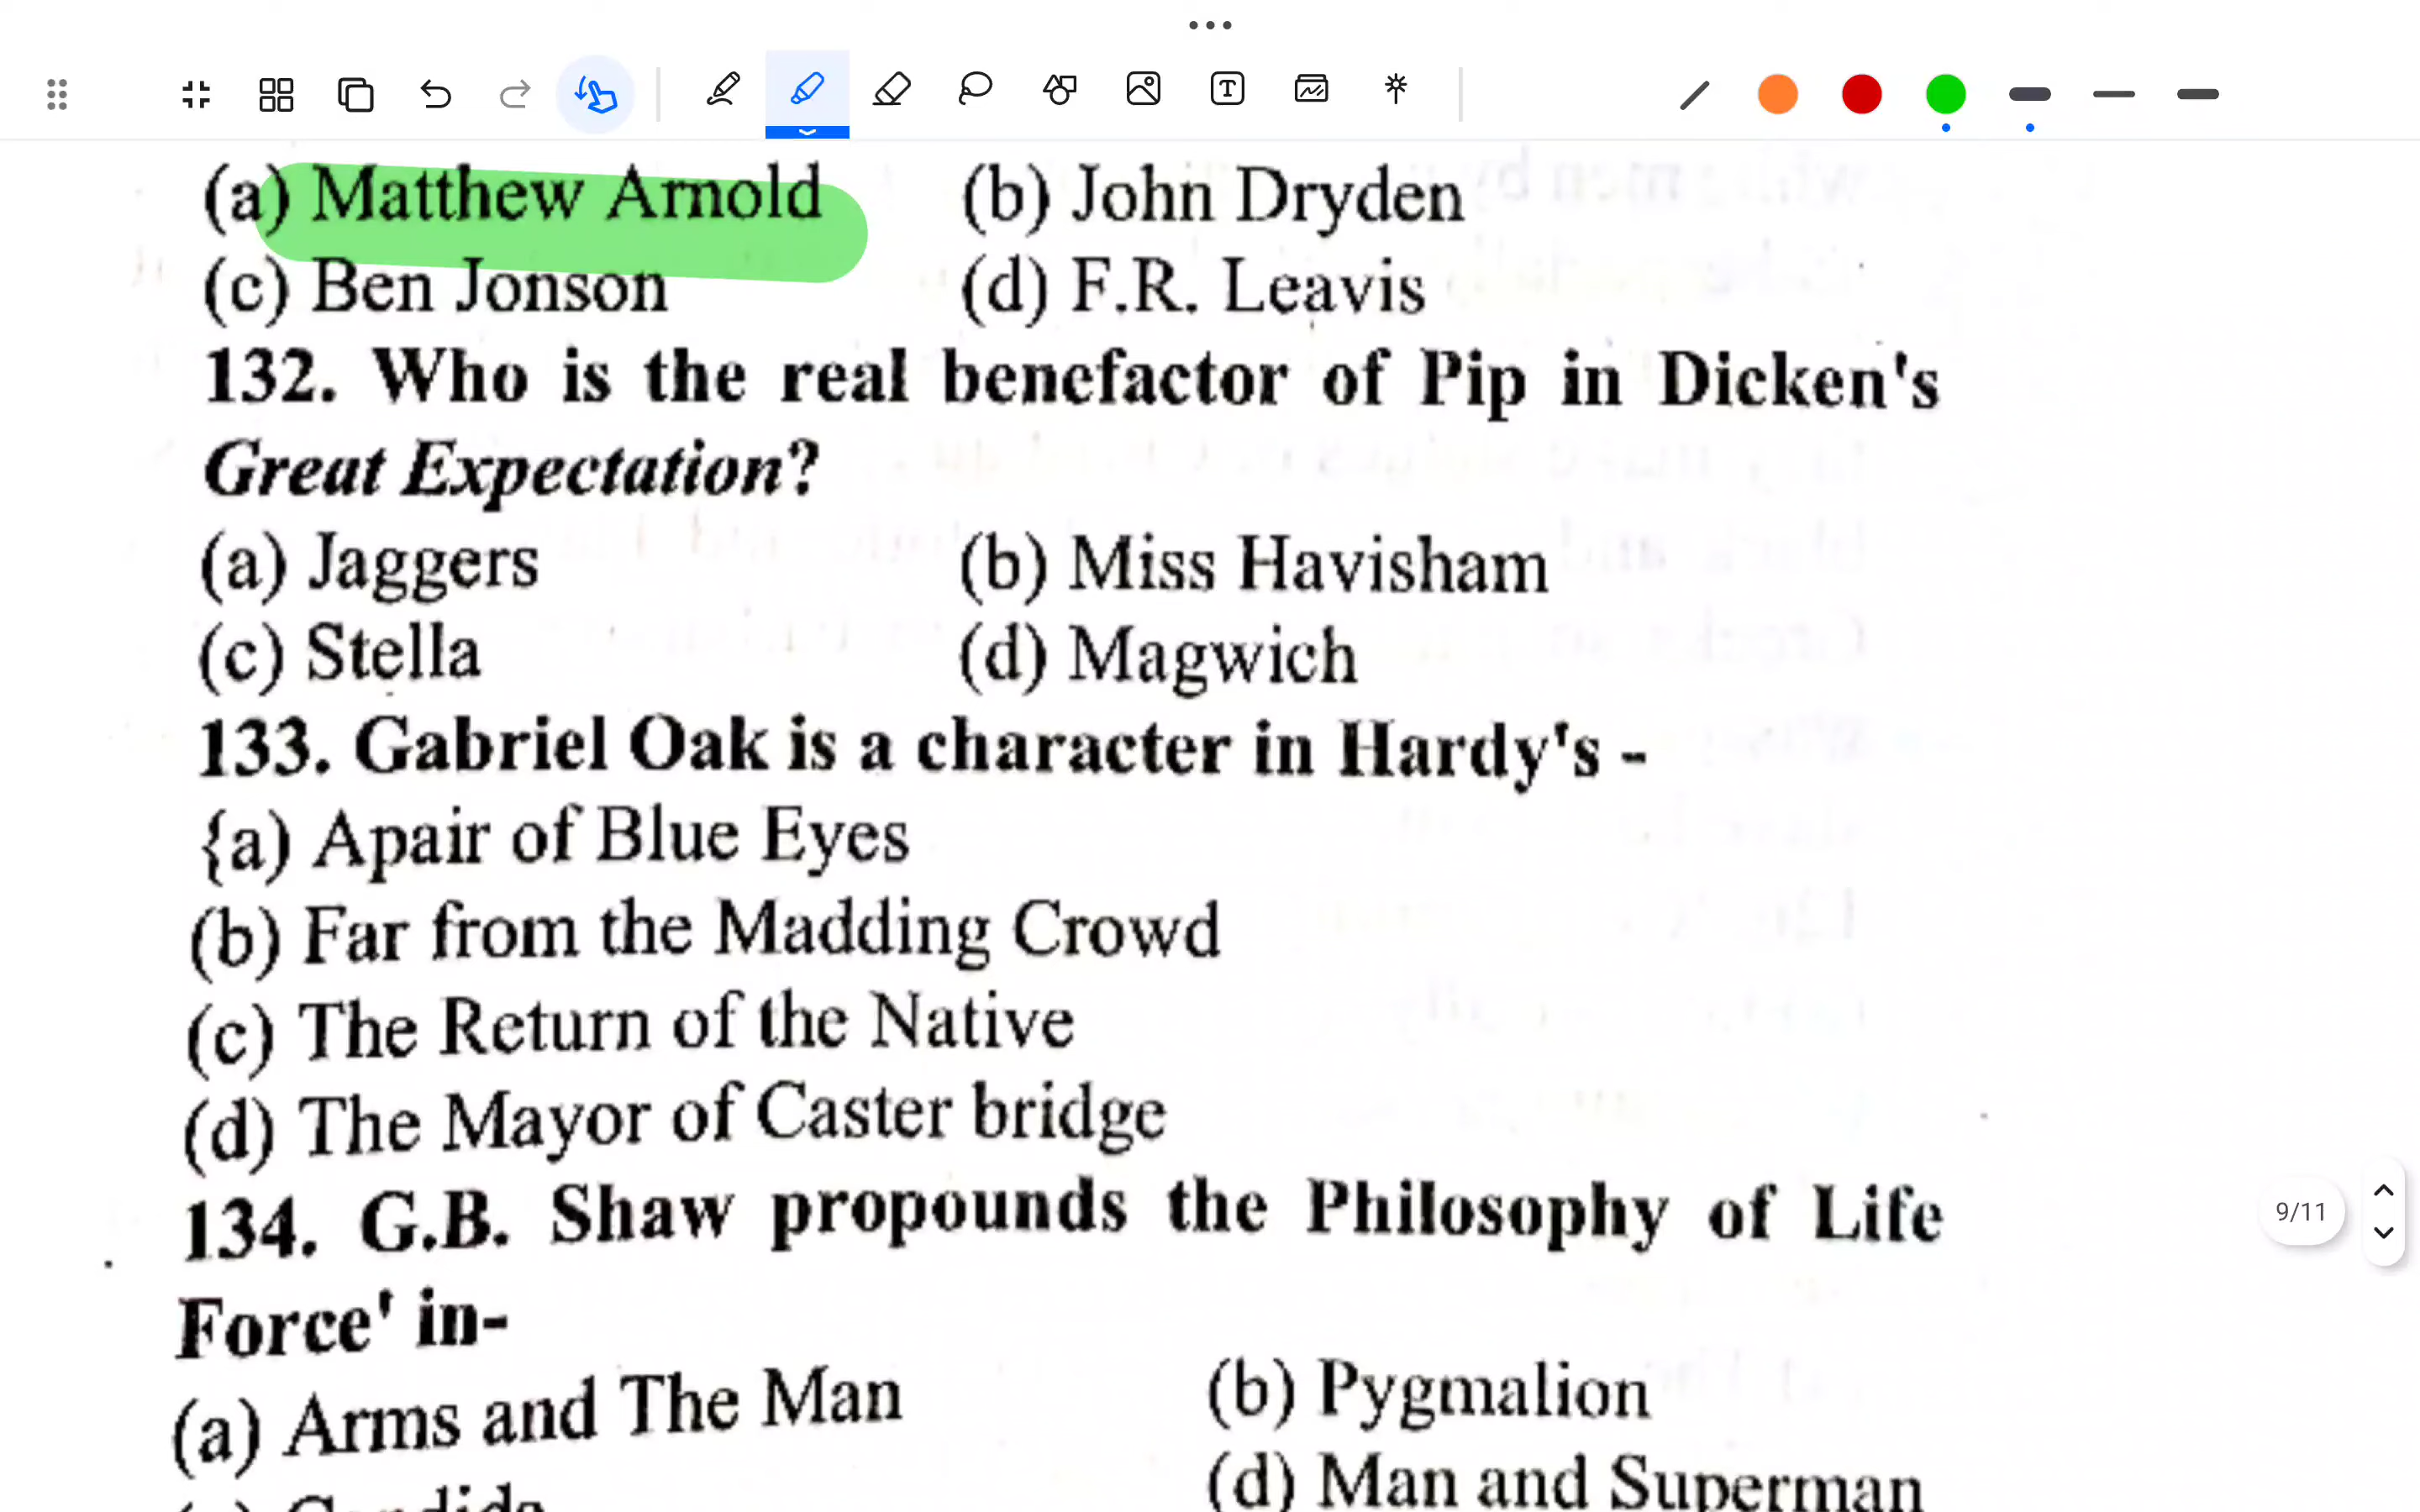 (a) Matthew Arnold (b) John Dryden
(c) Ben Jonson (d) F.R. Leavis
132. Who is the real benefactor of Pip in Dicken's
Great Expectation?
(a) Jaggers (b) Miss Havisham
(c) Stella (d) Magwich
133. Gabriel Oak is a character in Hardy's -
{a) Apair of Blue Eyes
(b) Far from the Madding Crowd
(c) The Return of the Native
(d) The Mayor of Caster bridge
134. G.B. Shaw propounds the Philosophy of Life
Force' in-
(a) Arms and The Man (b) Pygmalion
(d) Man and Superman
9/11